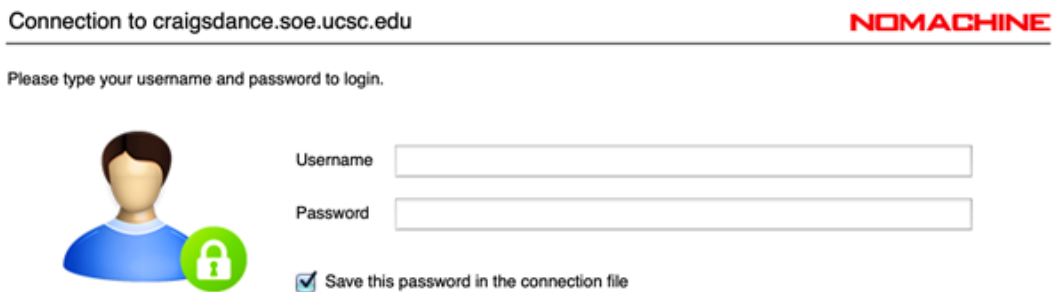 Connection to craigsdance.soe.ucsc.edu NOMACHINE
Please type your username and password to login.
Username
Password
Save this password in the connection file